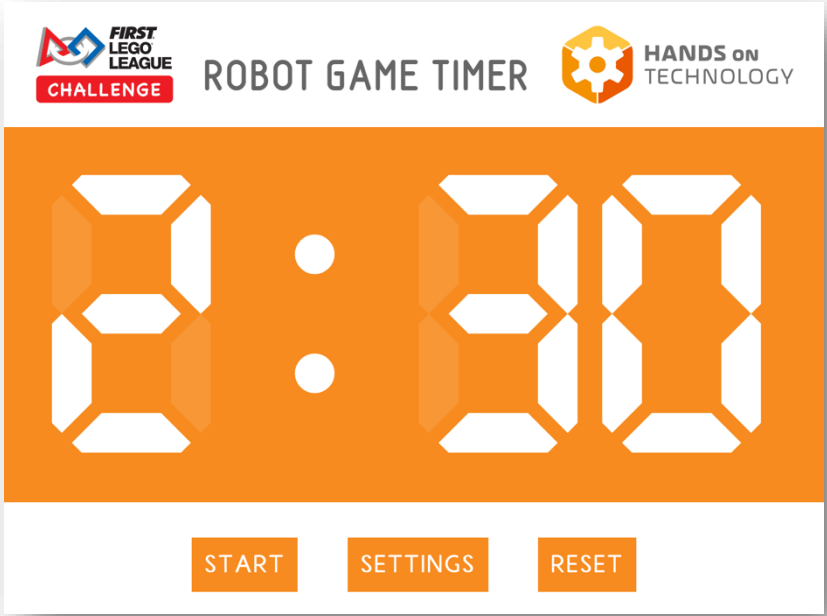 FIRST
LEGO
LEAGUE
CHALLENGE
ROBOT GAME TIMER
HANDS ON
TECHNOLOGY
2:30
START
SETTINGS
RESET